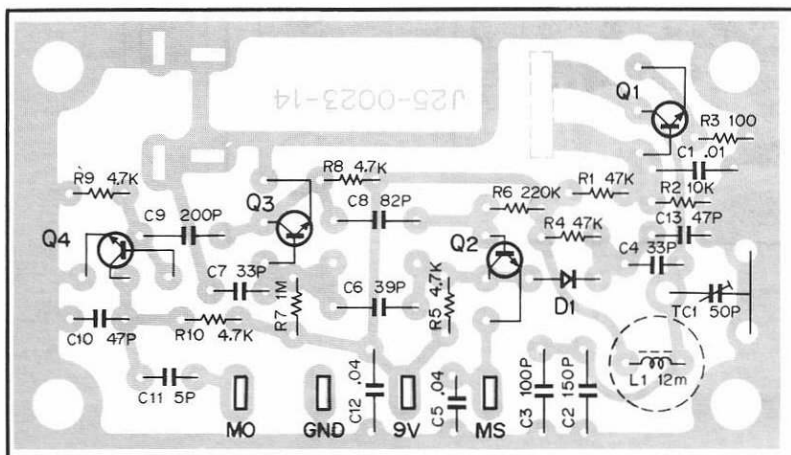 J25-0023-14
Q1
R3 100
C1 .01
R8 4.7K
R9 4.7K
R1 47K
R2 10K
R6 220K
Q3
C8 82P
C9 200P
C13 47P
R4 47K
Q4
Q2
C4 33P
C7 33P
C6 39P
R7 1M
R5 4.7K
D1
TC1 50P
C10 47P
R10 4.7K
L1 12m
C11 5P
C12 .04
C5 .04
C3 100P
C2 150P
MO
GND
9V
MS